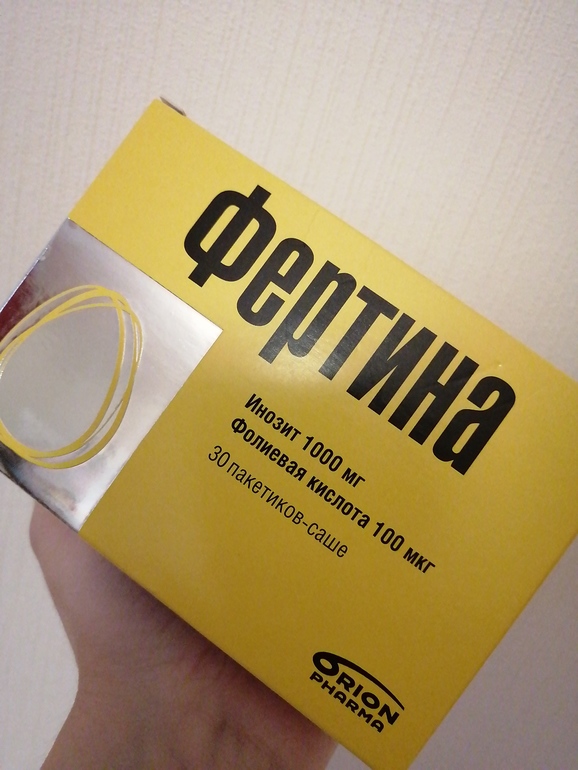 Фертина
Инозит 1000 мг
Фолиевая кислота 100 мкг
30 пакетиков-саше
ORION
PHARMA